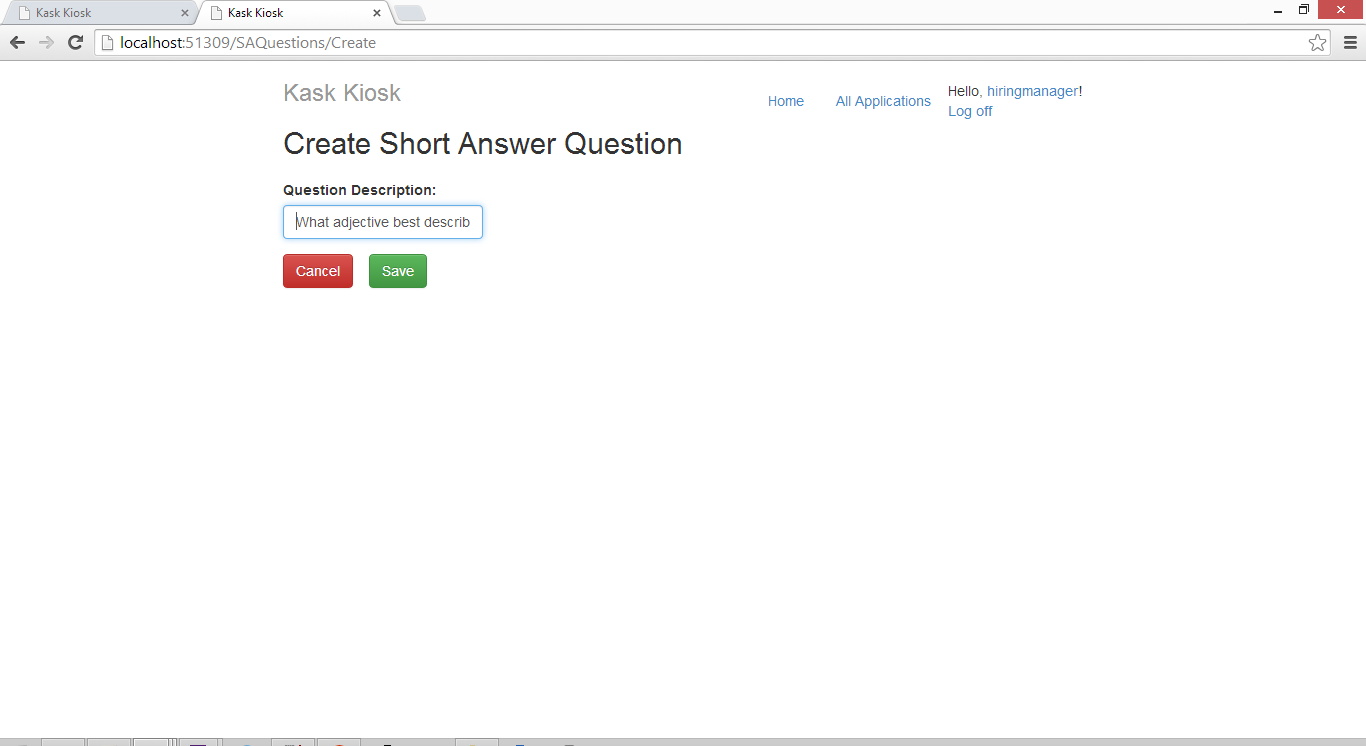 Kask Kiosk
Kask Kiosk
localhost:51309/SAQuestions/Create
Kask Kiosk
Home
All Applications
Hello, hiringmanager!
Log off
Create Short Answer Question
Question Description:
What adjective best describ
Cancel
Save